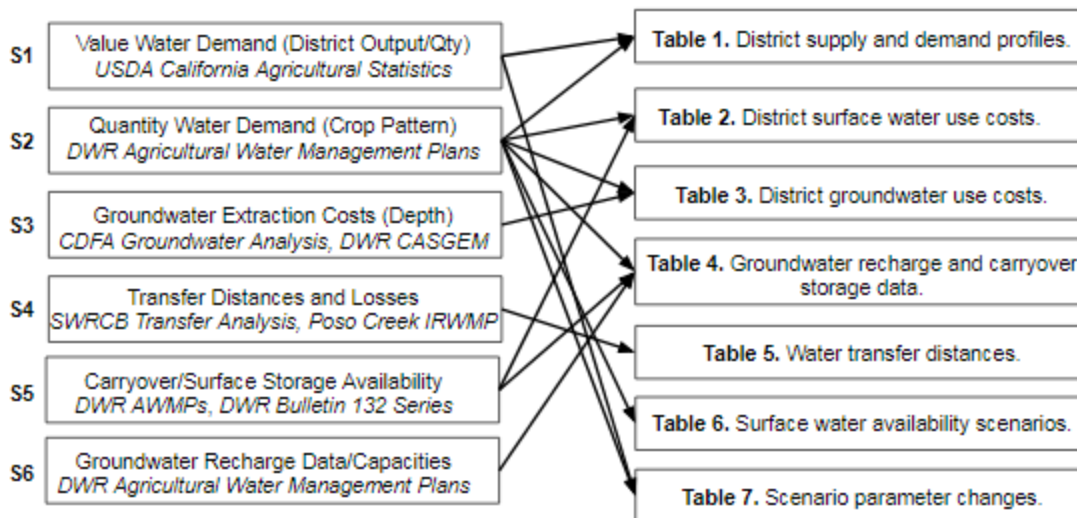 S1
Value Water Demand (District Output/Qty)
USDA California Agricultural Statistics
S2
Quantity Water Demand (Crop Pattern)
DWR Agricultural Water Management Plans
S3
Groundwater Extraction Costs (Depth)
CDFA Groundwater Analysis, DWR CASGEM
S4
Transfer Distances and Losses
SWRCB Transfer Analysis, Poso Creek IRWMP
S5
Carryover/Surface Storage Availability
DWR AWMPs, DWR Bulletin 132 Series
S6
Groundwater Recharge Data/Capacities
DWR Agricultural Water Management Plans
Table 1. District supply and demand profiles.
Table 2. District surface water use costs.
Table 3. District groundwater use costs.
Table 4. Groundwater recharge and carryover
storage data.
Table 5. Water transfer distances.
Table 6. Surface water availability scenarios.
Table 7. Scenario parameter changes.